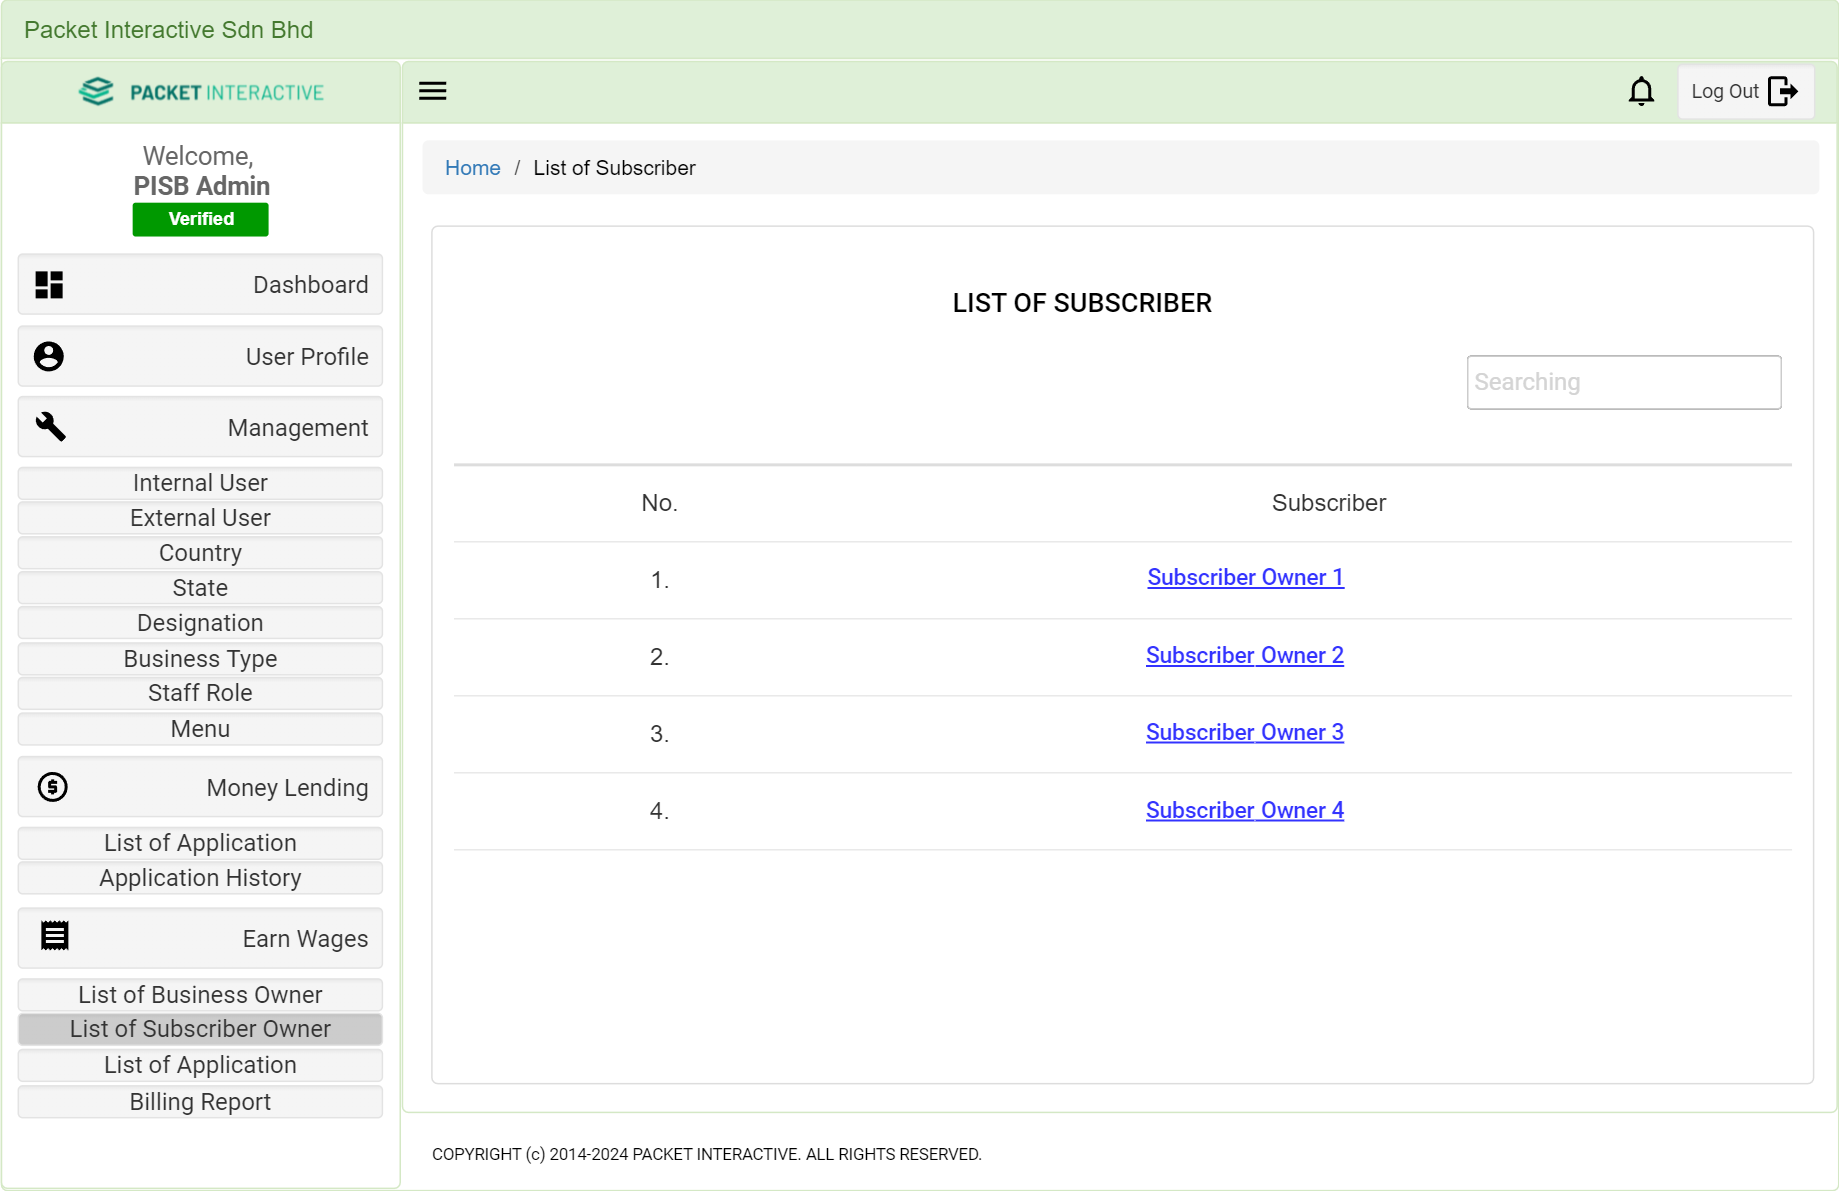 Packet Interactive Sdn Bhd
PACKET INTERACTIVE
Log Out
Welcome,
PISB Admin
Verified
Dashboard
User Profile
Management
Internal User
External User
Country
State
Designation
Business Type
Staff Role
Menu
Money Lending
List of Application
Application History
Earn Wages
List of Business Owner
List of Subscriber Owner
List of Application
Billing Report
Home / List of Subscriber
LIST OF SUBSCRIBER
Searching
No. Subscriber
1. Subscriber Owner 1
2. Subscriber Owner 2
3. Subscriber Owner 3
4. Subscriber Owner 4
COPYRIGHT (c) 2014-2024 PACKET INTERACTIVE. ALL RIGHTS RESERVED.